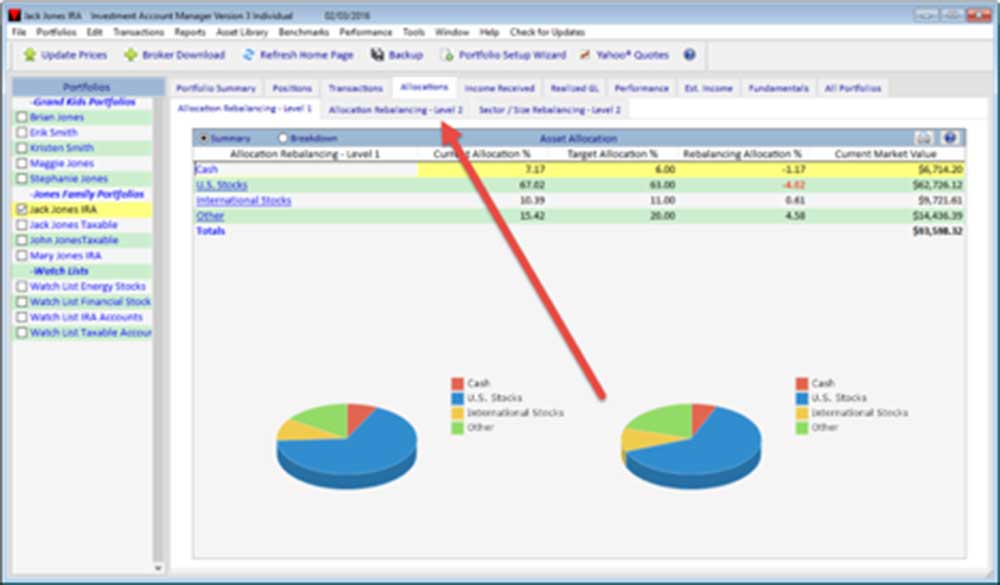 Jack Jones IRA Investment Account Manager Version 3 Individual 02/03/2016
File Portfolios Edit Transactions Reports Asset Library Benchmarks Performance Tools Window Help Check for Updates
Update Prices Broker Download Refresh Home Page Backup Portfolio Setup Wizard Yahoo® Quotes
Portfolios
-Grand Kids Portfolios
Brian Jones
Erik Smith
Kristen Smith
Maggie Jones
Stephanie Jones
-Jones Family Portfolios
Jack Jones IRA
Jack Jones Taxable
John JonesTaxable
Mary Jones IRA
-Watch Lists
Watch List Energy Stocks
Watch List Financial Stock
Watch List IRA Accounts
Watch List Taxable Accour
Portfolio Summary Positions Transactions Allocations Income Received Realized GL Performance Est. Income Fundamentals All Portfolios
Allocation Rebalancing - Level 1 Allocation Rebalancing - Level 2 Sector / Size Rebalancing - Level 2
Summary Breakdown Asset Allocation
Allocation Rebalancing - Level 1 Current Allocation % Target Allocation % Rebalancing Allocation % Current Market Value
Cash 7.17 6.00 -1.17 $6,714.20
U.S. Stocks 67.02 63.00 -4.02 $62,726.12
International Stocks 10.39 11.00 0.61 $9,721.61
Other 15.42 20.00 4.58 $14,436.39
Totals $93,598.32
Cash
U.S. Stocks
International Stocks
Other
Cash
U.S. Stocks
International Stocks
Other